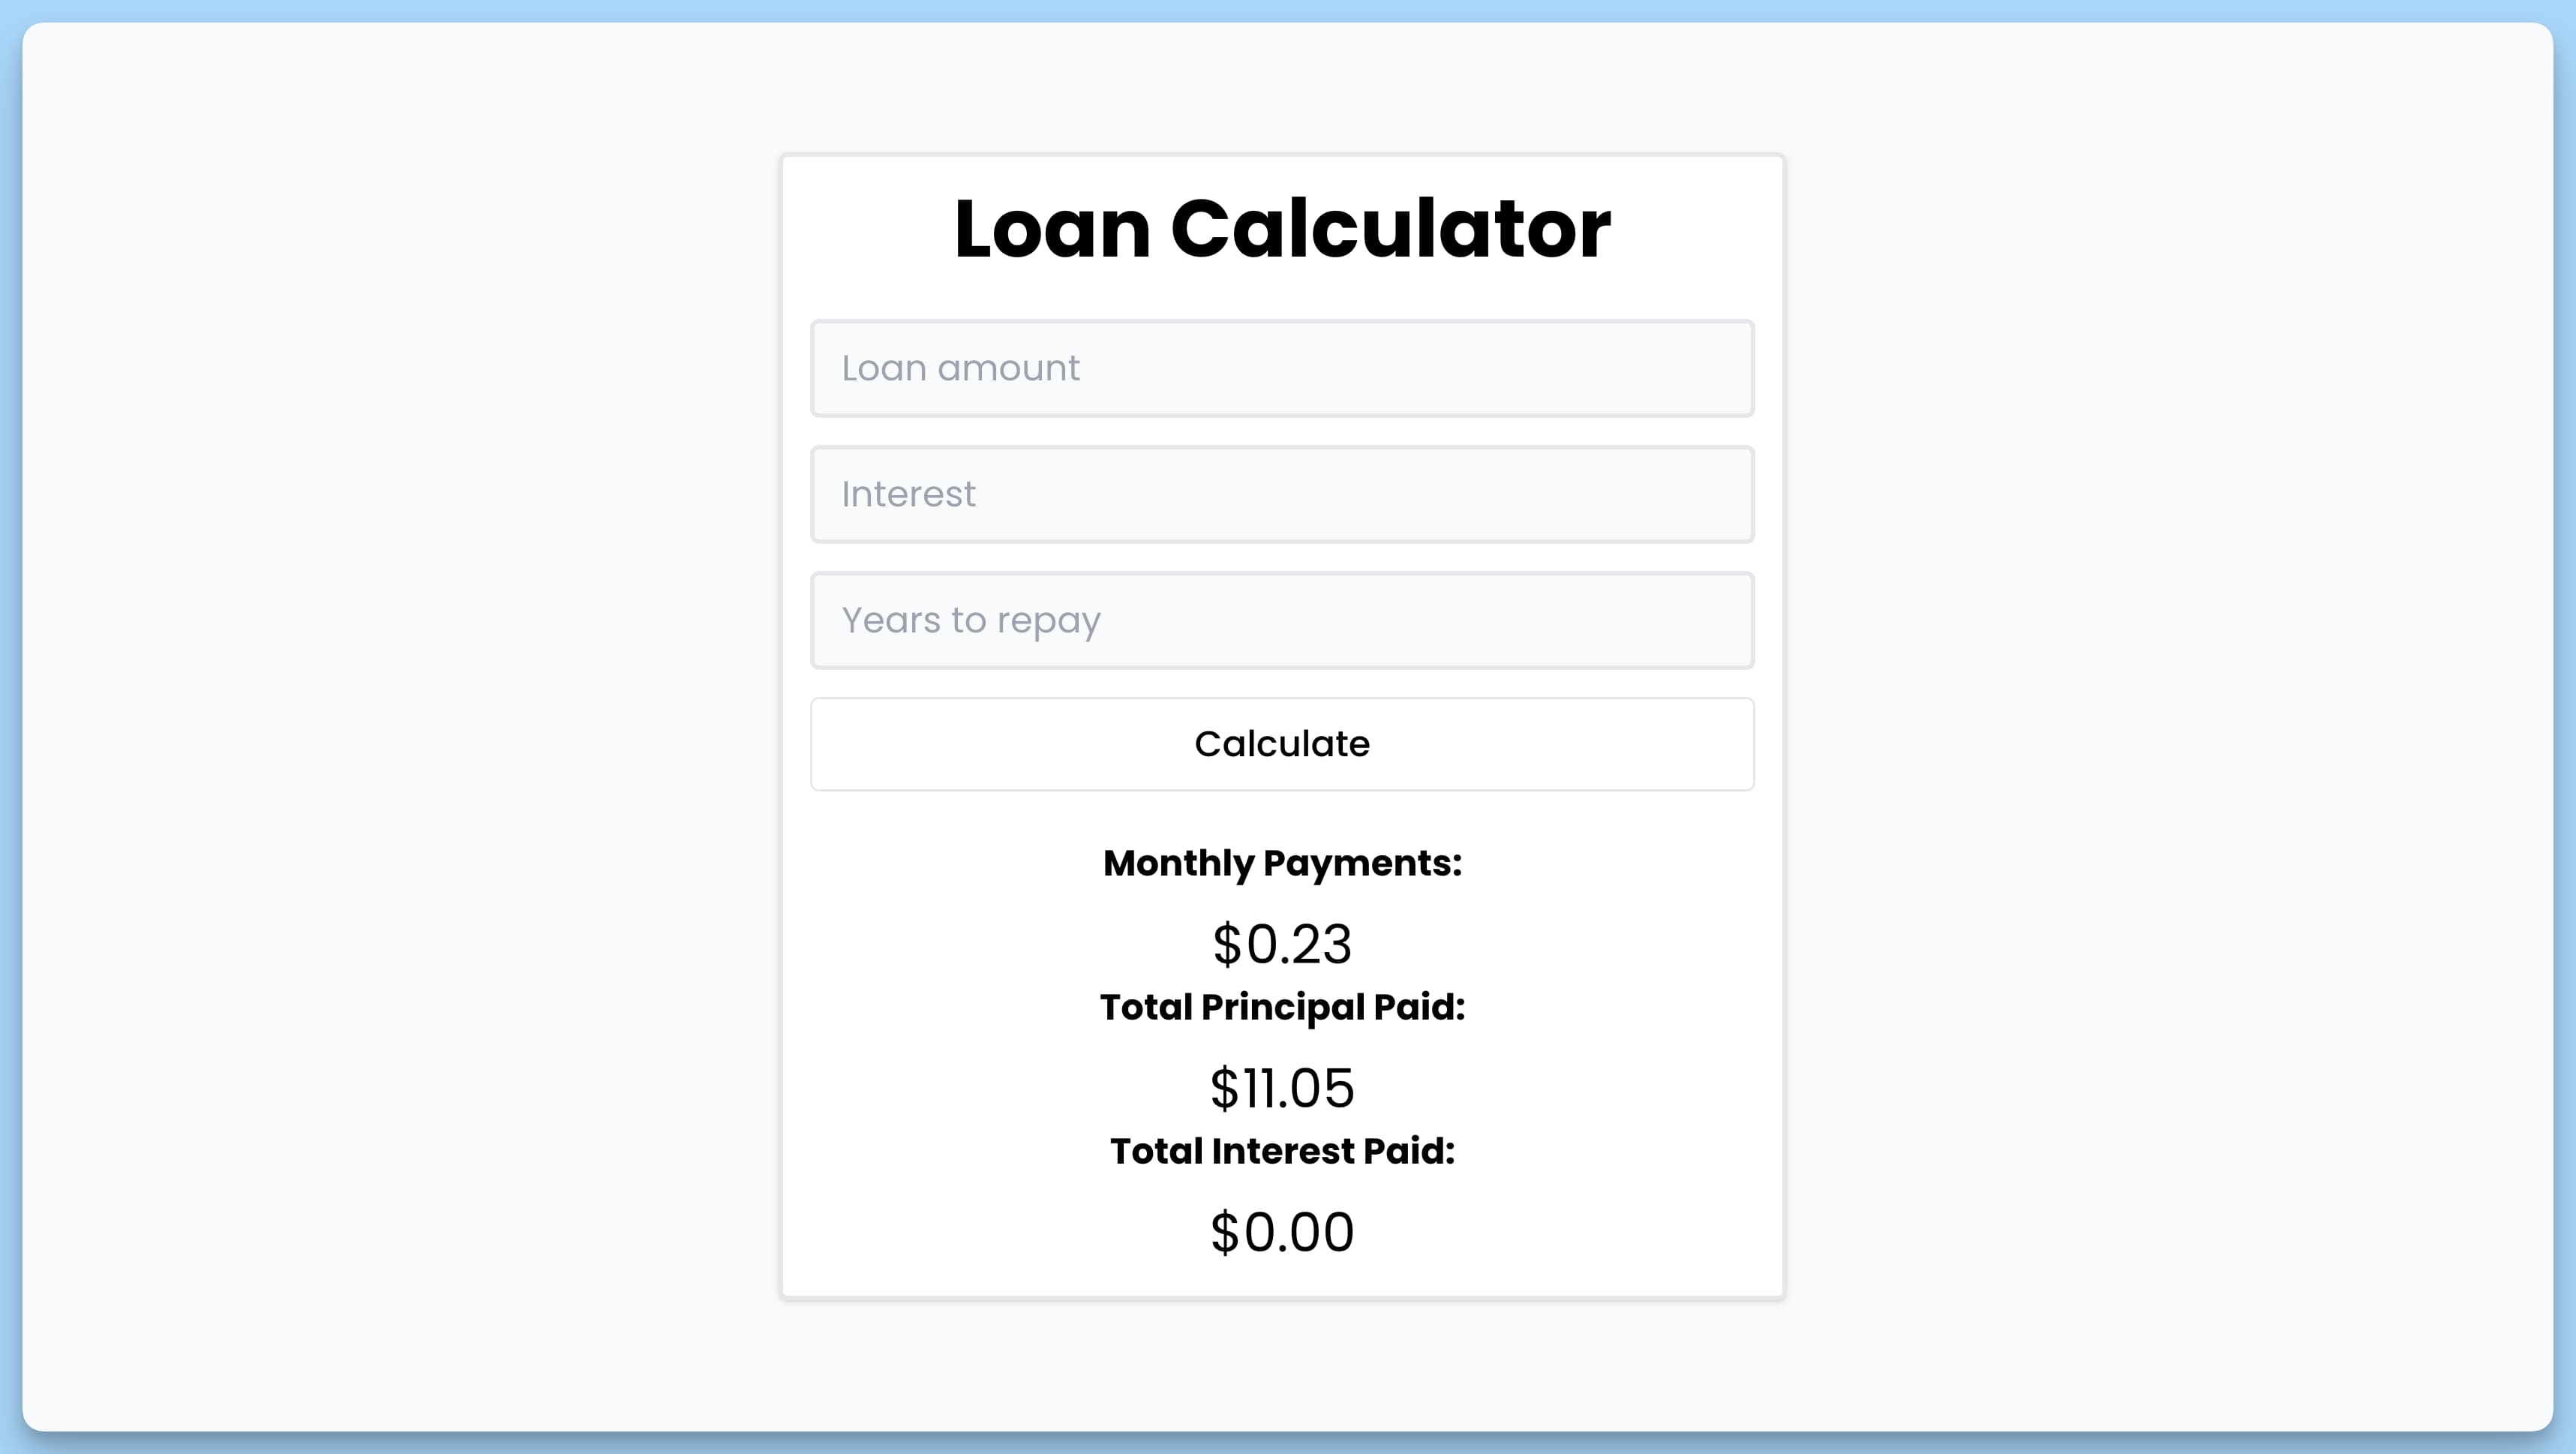 Loan Calculator
Loan amount
Interest
Years to repay
Calculate
Monthly Payments:
$0.23
Total Principal Paid:
$11.05
Total Interest Paid:
$0.00